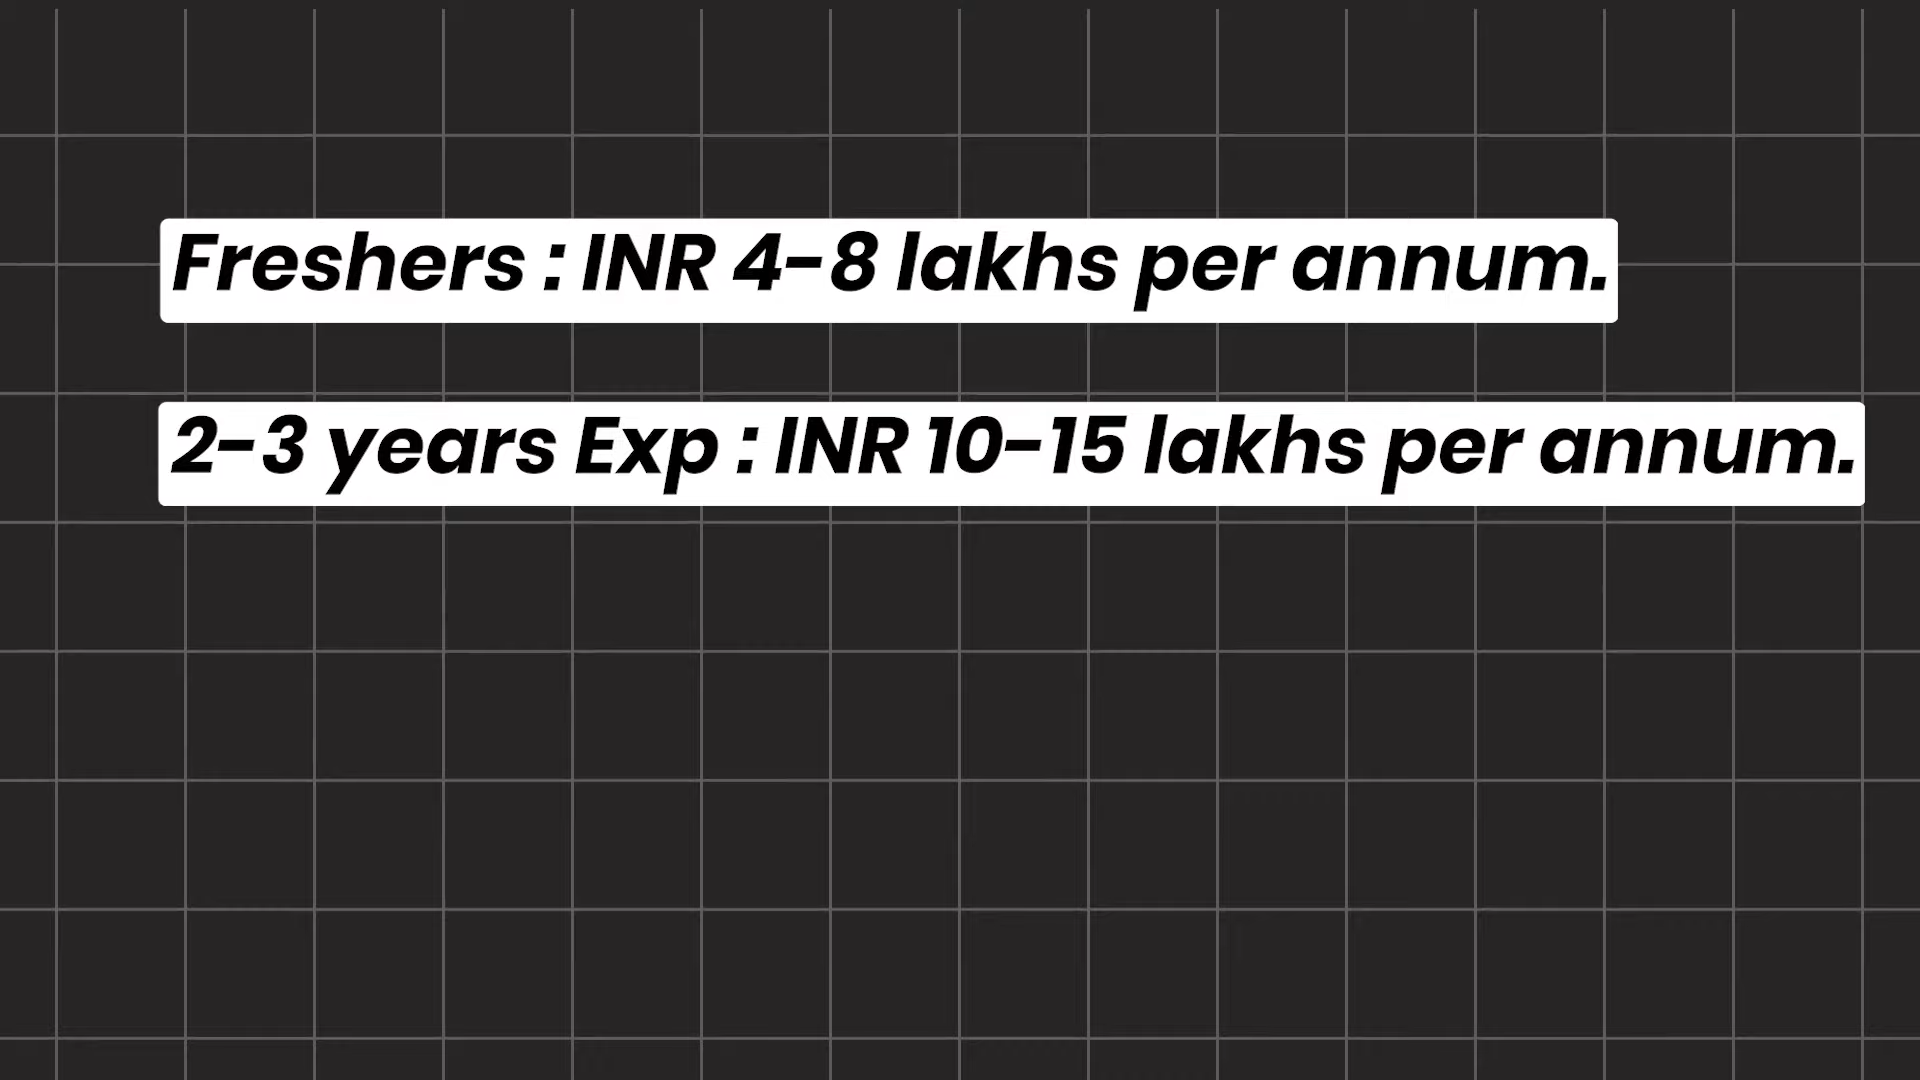 Freshers : INR 4-8 lakhs per annum.
2-3 years Exp : INR 10-15 lakhs per annum.